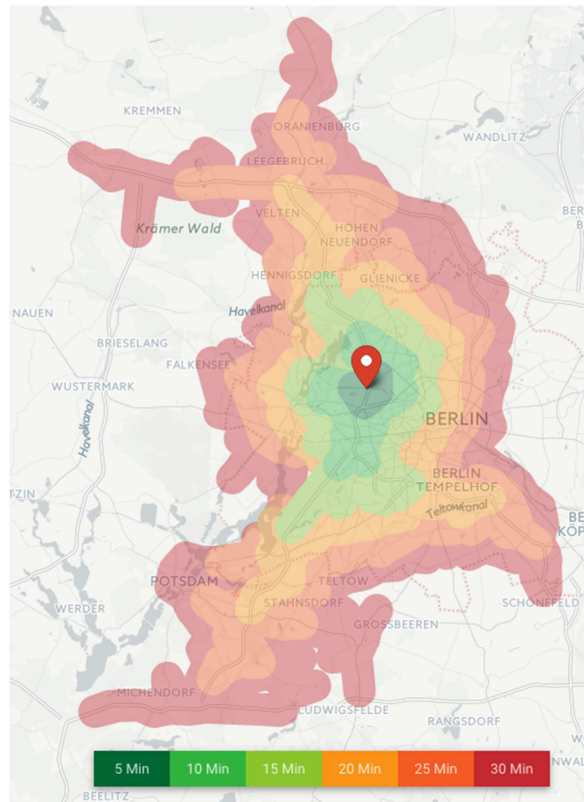 KREMMEN
ORANIENBURG
WANDLITZ
LEEGEBRUCH
VELTEN
Krämer Wald
HOHEN
NEUENDORF
HENNIGSDORF
GLIENICKE
Havelkanal
NAUEN
BRIESELANG
FALKENSEE
WUSTERMARK
BERLIN
Havelkanal
BERLIN
TEMPELHOF
TZIN
Teltowkanal
BE
KÖP
POTSDAM
TELTOW
WERDER
STAHNSDORF
SCHÖNEFELD
GROSSBEEREN
MICHENDORF
LUDWIGSFELDE
RANGSDORF
5 Min
10 Min
15 Min
20 Min
25 Min
30 Min
BEELITZ